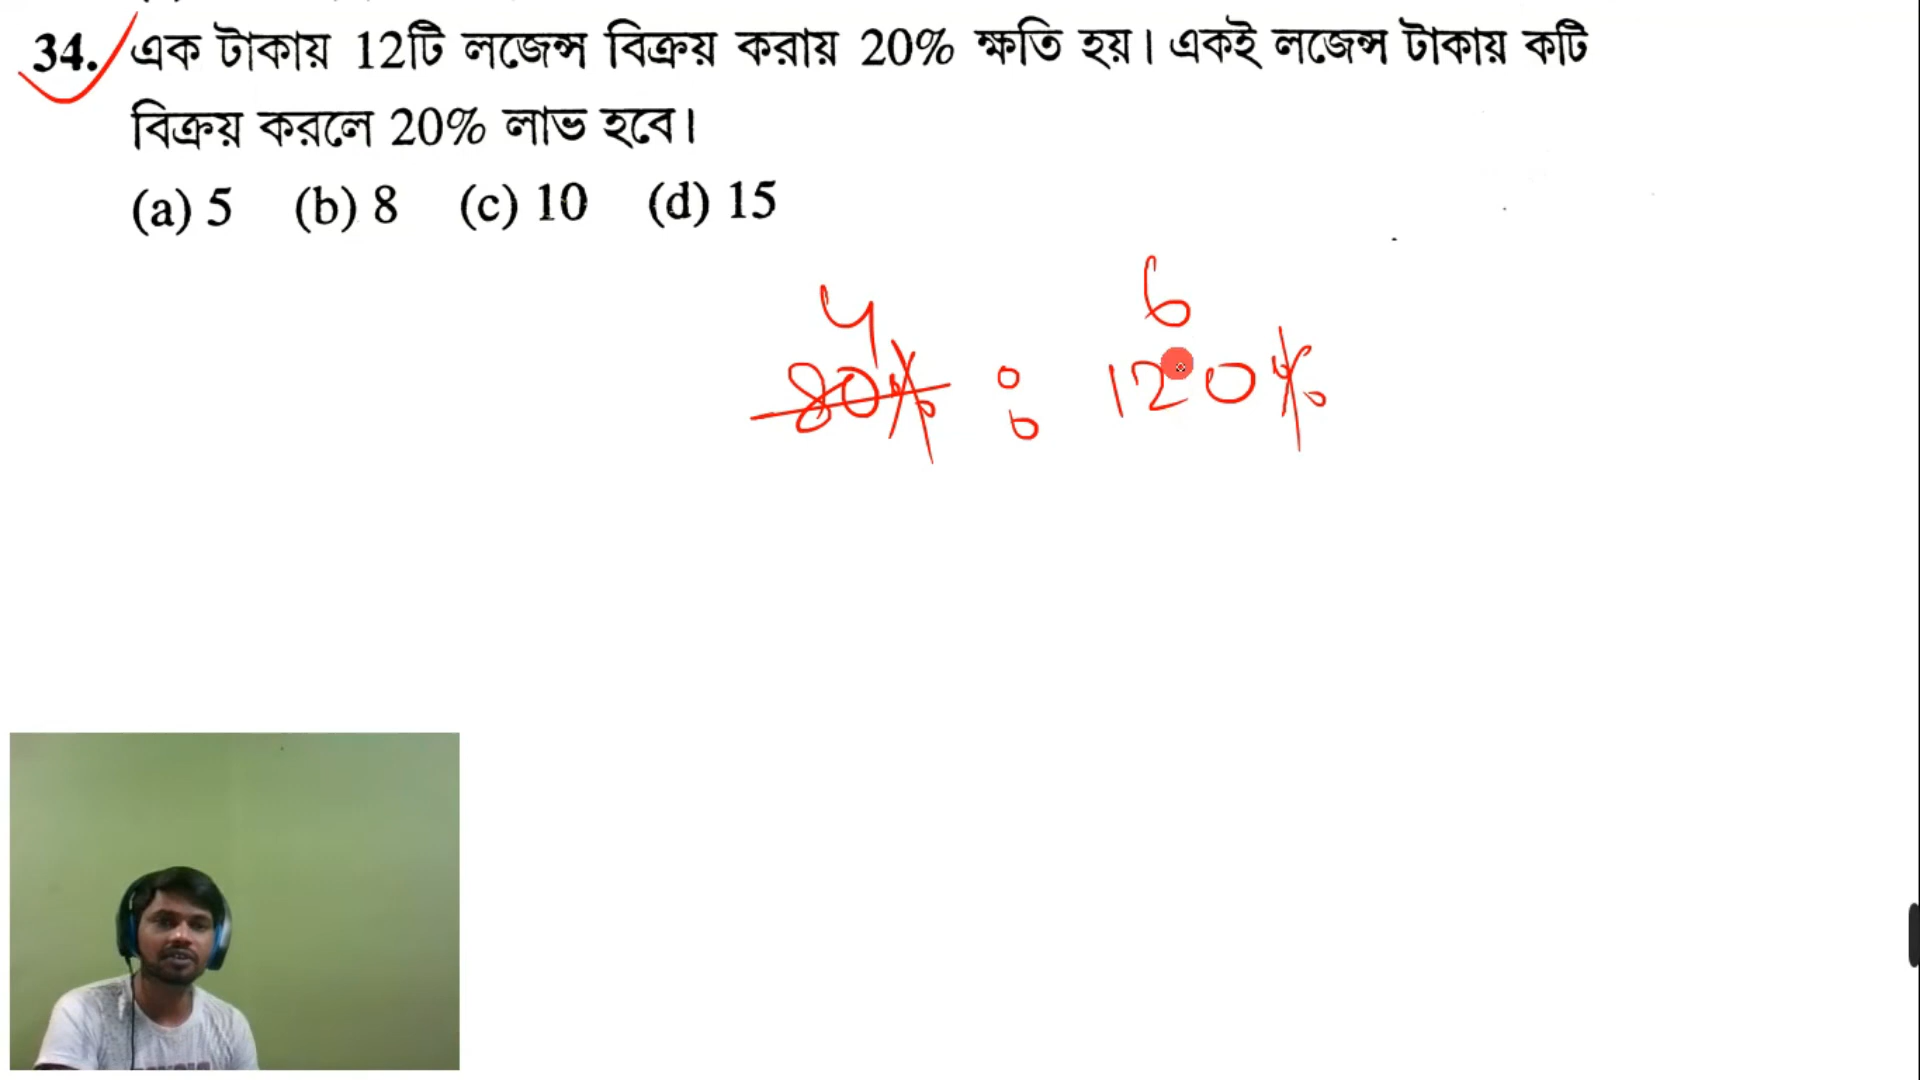 34. এক টাকায় 12টি লজেন্স বিক্রয় করায় 20% ক্ষতি হয়। একই লজেন্স টাকায় কটি
বিক্রয় করলে 20% লাভ হবে।
(a) 5 (b) 8 (c) 10 (d) 15
4 6
80% : 120%